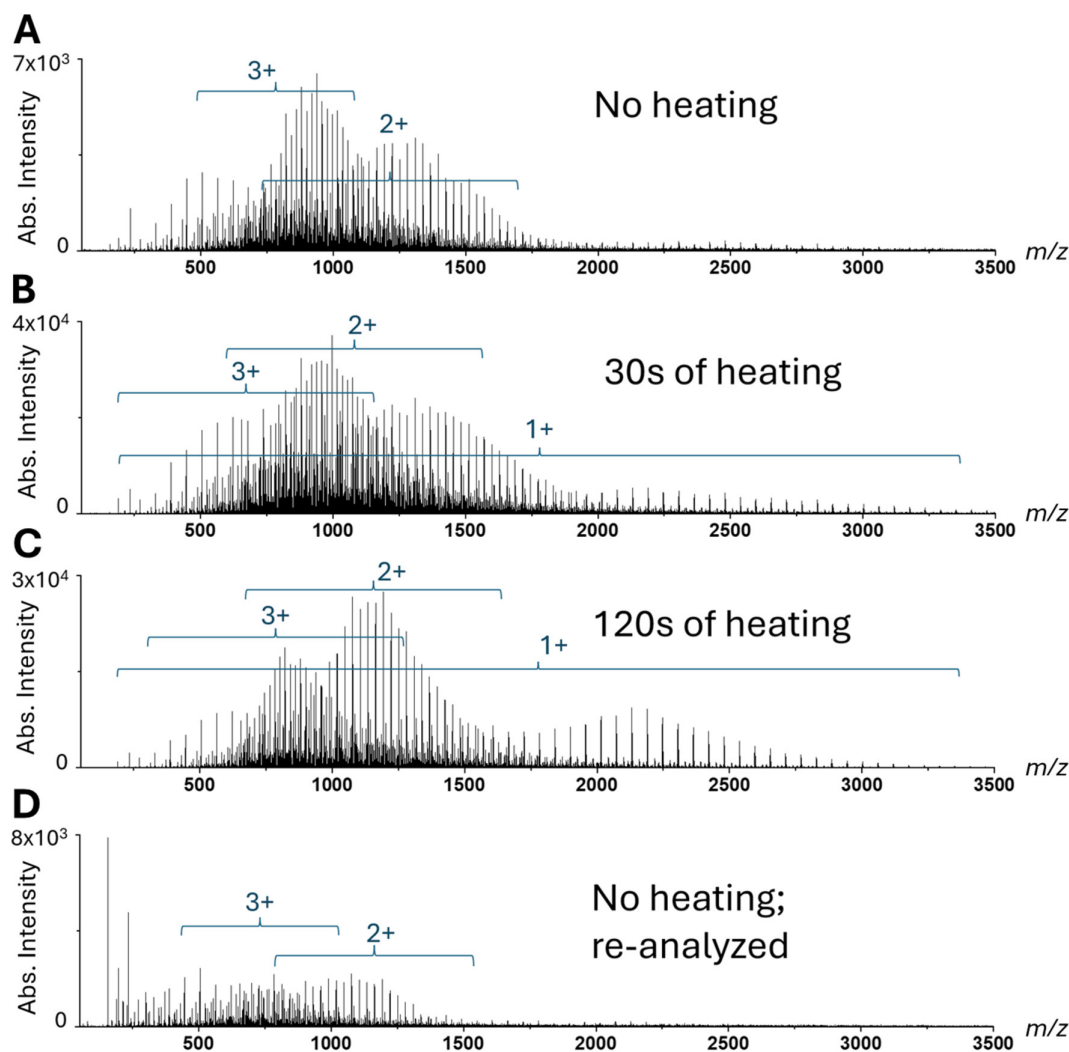 A
7x10³
3+
2+
No heating
Abs. Intensity
0
500 1000 1500 2000 2500 3000 3500 m/z
B
4x10⁴
2+
3+
30s of heating
1+
Abs. Intensity
0
500 1000 1500 2000 2500 3000 3500 m/z
C
3x10⁴
2+
3+
120s of heating
1+
Abs. Intensity
0
500 1000 1500 2000 2500 3000 3500 m/z
D
8x10³
3+
2+
No heating;
re-analyzed
Abs. Intensity
0
500 1000 1500 2000 2500 3000 3500 m/z